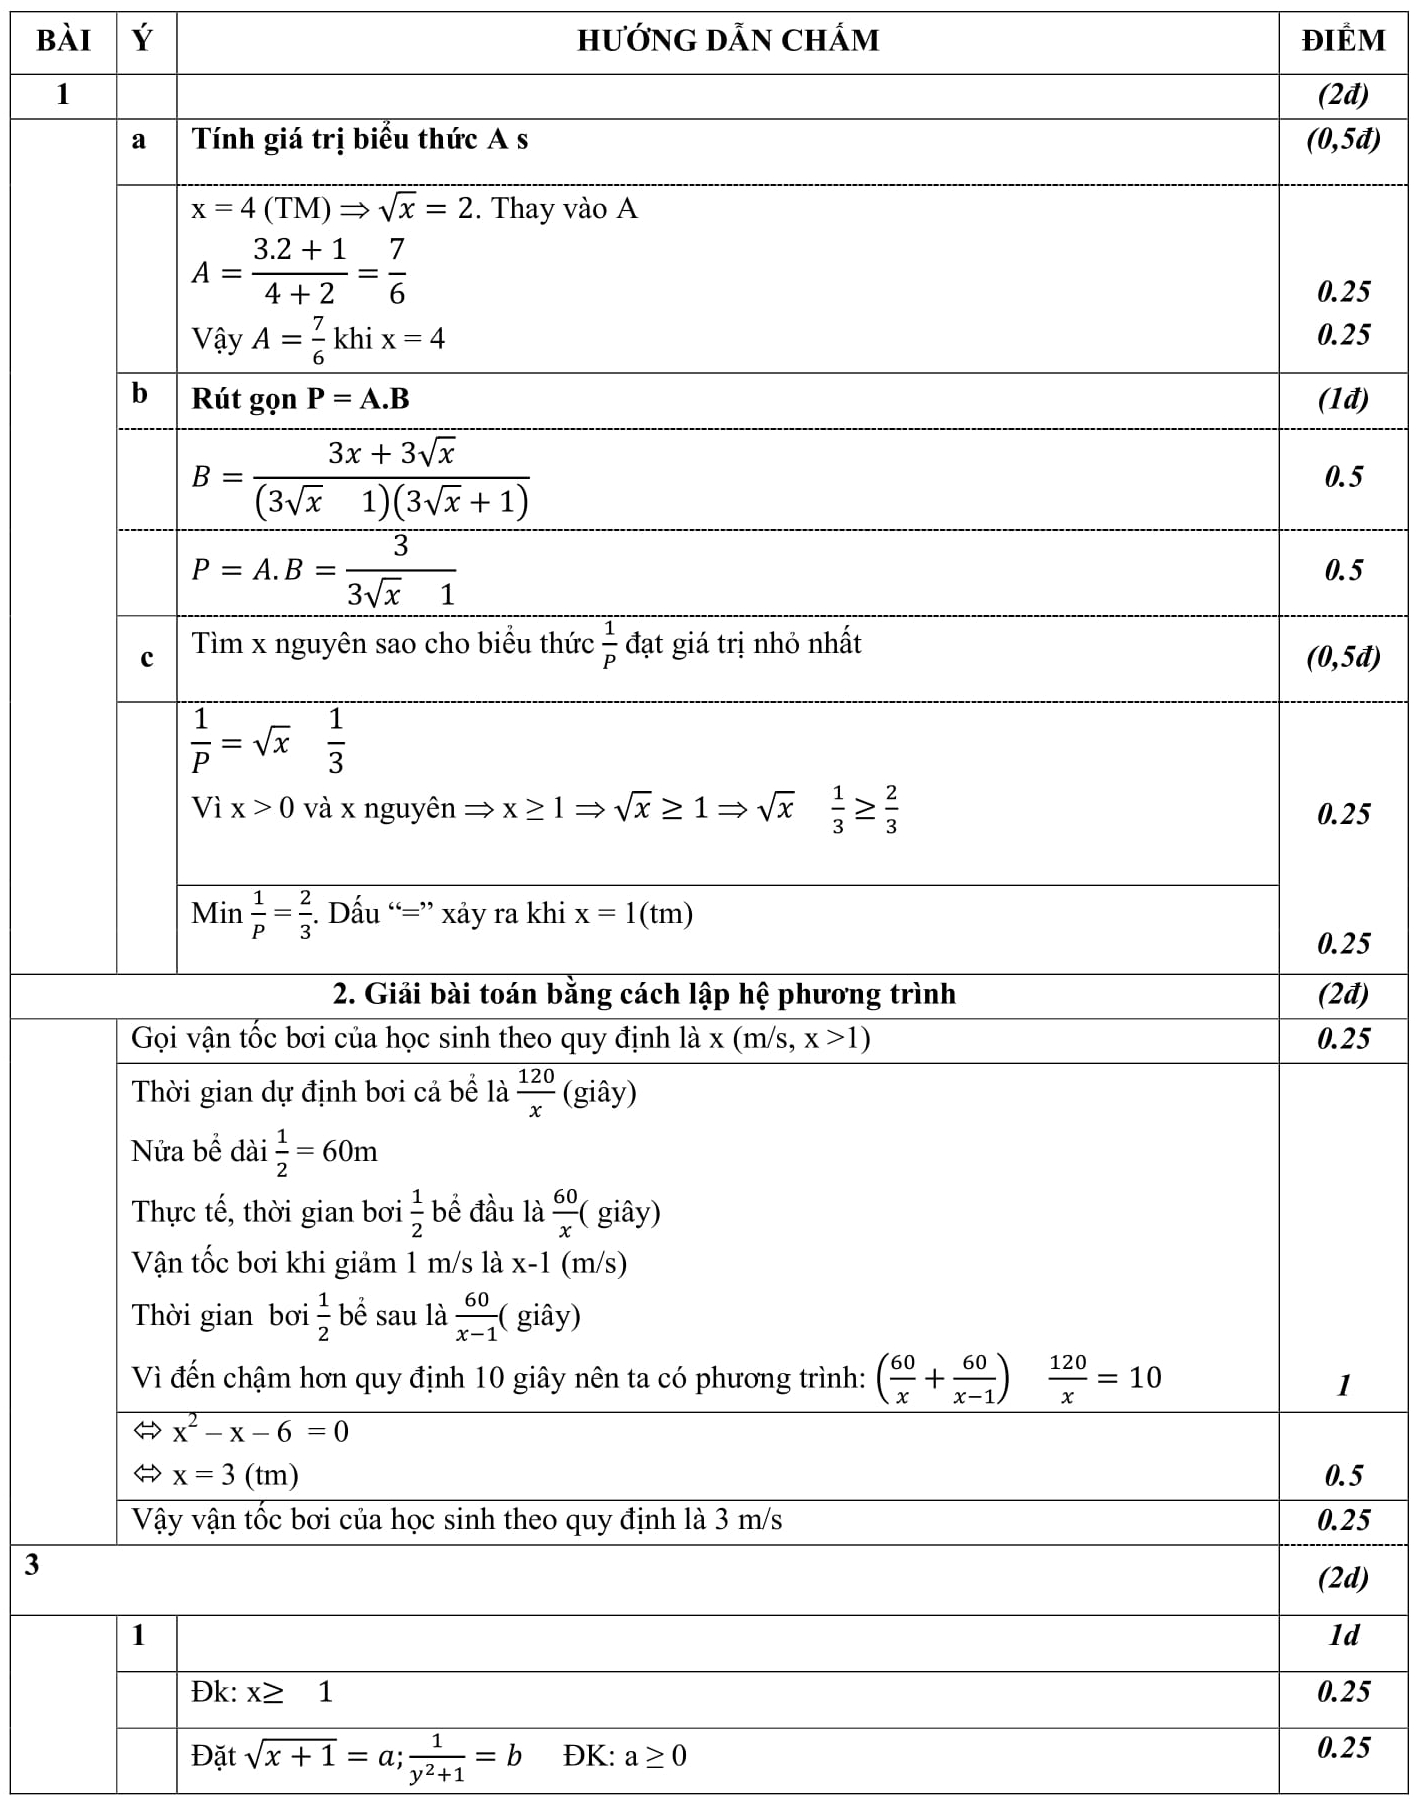 BÀI Ý HƯỚNG DẪN CHẤM ĐIỂM
1 (2đ)
a Tính giá trị biểu thức A s (0,5đ)
x = 4 (TM) ⇒ √x = 2. Thay vào A
A = (3.2 + 1)/(4 + 2) = 7/6 0.25
Vậy A = 7/6 khi x = 4 0.25
b Rút gọn P = A.B (1đ)
B = (3x + 3√x)/((3√x 1)(3√x + 1)) 0.5
P = A.B = 3/(3√x 1) 0.5
c Tìm x nguyên sao cho biểu thức 1/P đạt giá trị nhỏ nhất (0,5đ)
1/P = √x 1/3
Vì x > 0 và x nguyên ⇒ x ≥ 1 ⇒ √x ≥ 1 ⇒ √x 1/3 ≥ 2/3 0.25
Min 1/P = 2/3. Dấu “=” xảy ra khi x = 1(tm) 0.25
2. Giải bài toán bằng cách lập hệ phương trình (2đ)
Gọi vận tốc bơi của học sinh theo quy định là x (m/s, x >1) 0.25
Thời gian dự định bơi cả bể là 120/x (giây)
Nửa bể dài 1/2 = 60m
Thực tế, thời gian bơi 1/2 bể đầu là 60/x( giây)
Vận tốc bơi khi giảm 1 m/s là x-1 (m/s)
Thời gian bơi 1/2 bể sau là 60/(x−1)( giây)
Vì đến chậm hơn quy định 10 giây nên ta có phương trình: (60/x + 60/(x−1)) 120/x = 10 1
⇔ x² – x – 6 = 0
⇔ x = 3 (tm) 0.5
Vậy vận tốc bơi của học sinh theo quy định là 3 m/s 0.25
3 (2d)
1 1d
Đk: x≥ 1 0.25
Đặt √(x + 1) = a; 1/(y²+1) = b ĐK: a ≥ 0 0.25